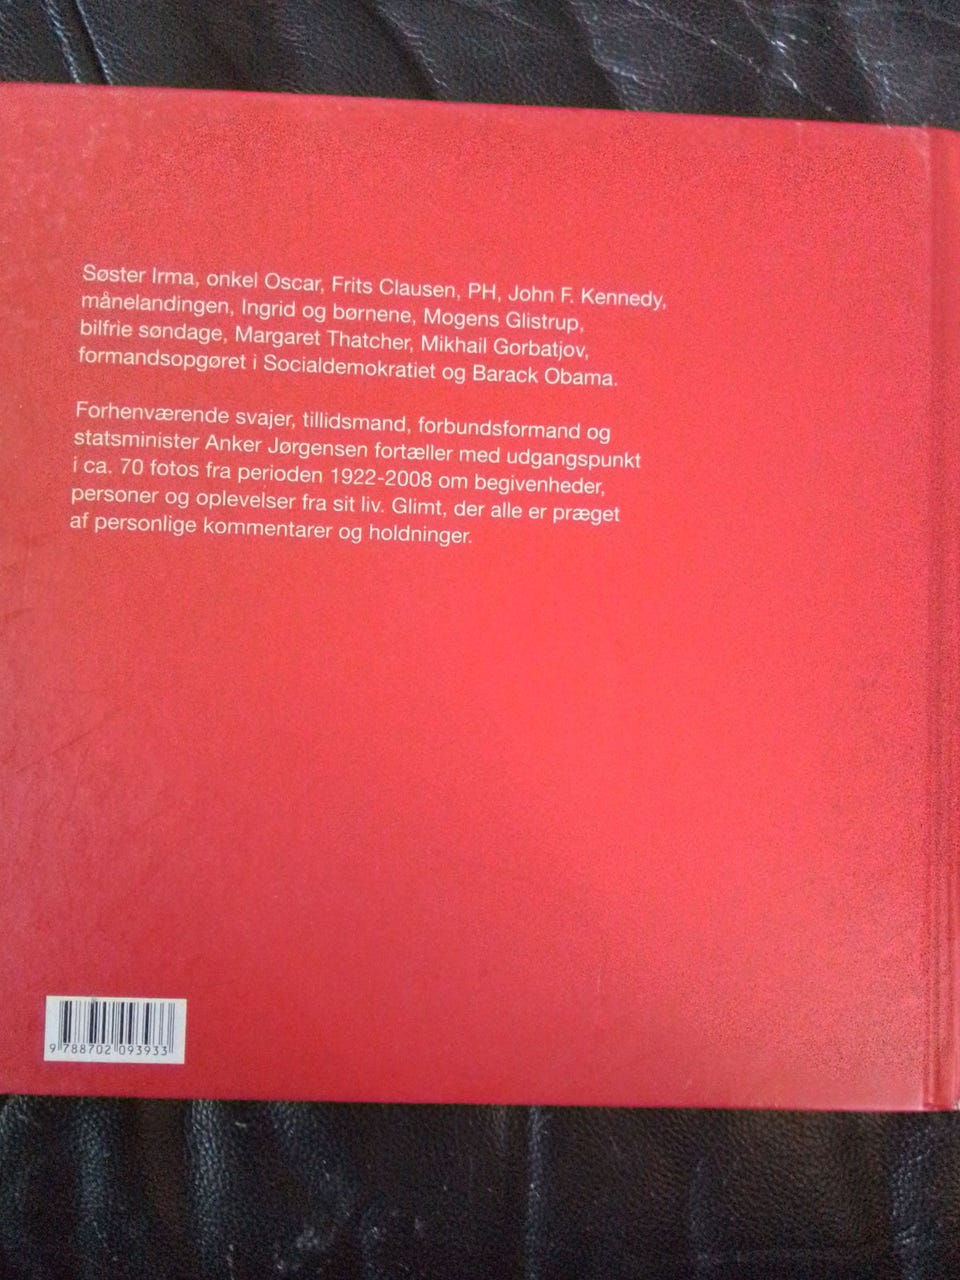 Søster Irma, onkel Oscar, Frits Clausen, PH, John F. Kennedy,
månelandingen, Ingrid og børnene, Mogens Glistrup,
bilfrie søndage, Margaret Thatcher, Mikhail Gorbatjov,
formandsopgøret i Socialdemokratiet og Barack Obama.
Forhenværende svajer, tillidsmand, forbundsformand og
statsminister Anker Jørgensen fortæller med udgangspunkt
i ca. 70 fotos fra perioden 1922-2008 om begivenheder,
personer og oplevelser fra sit liv. Glimt, der alle er præget
af personlige kommentarer og holdninger.
9 788702 093933